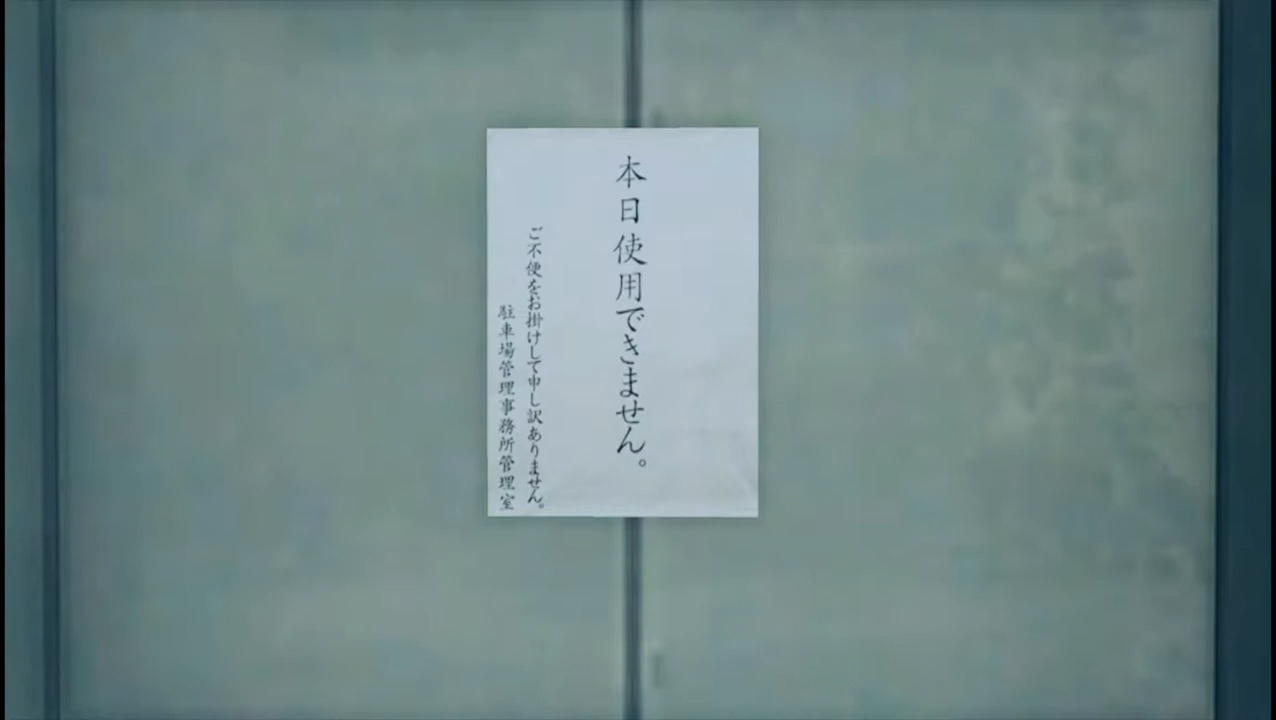 本日使用できません。
ご不便をお掛けして申し訳ありません。
駐車場管理事務所管理室